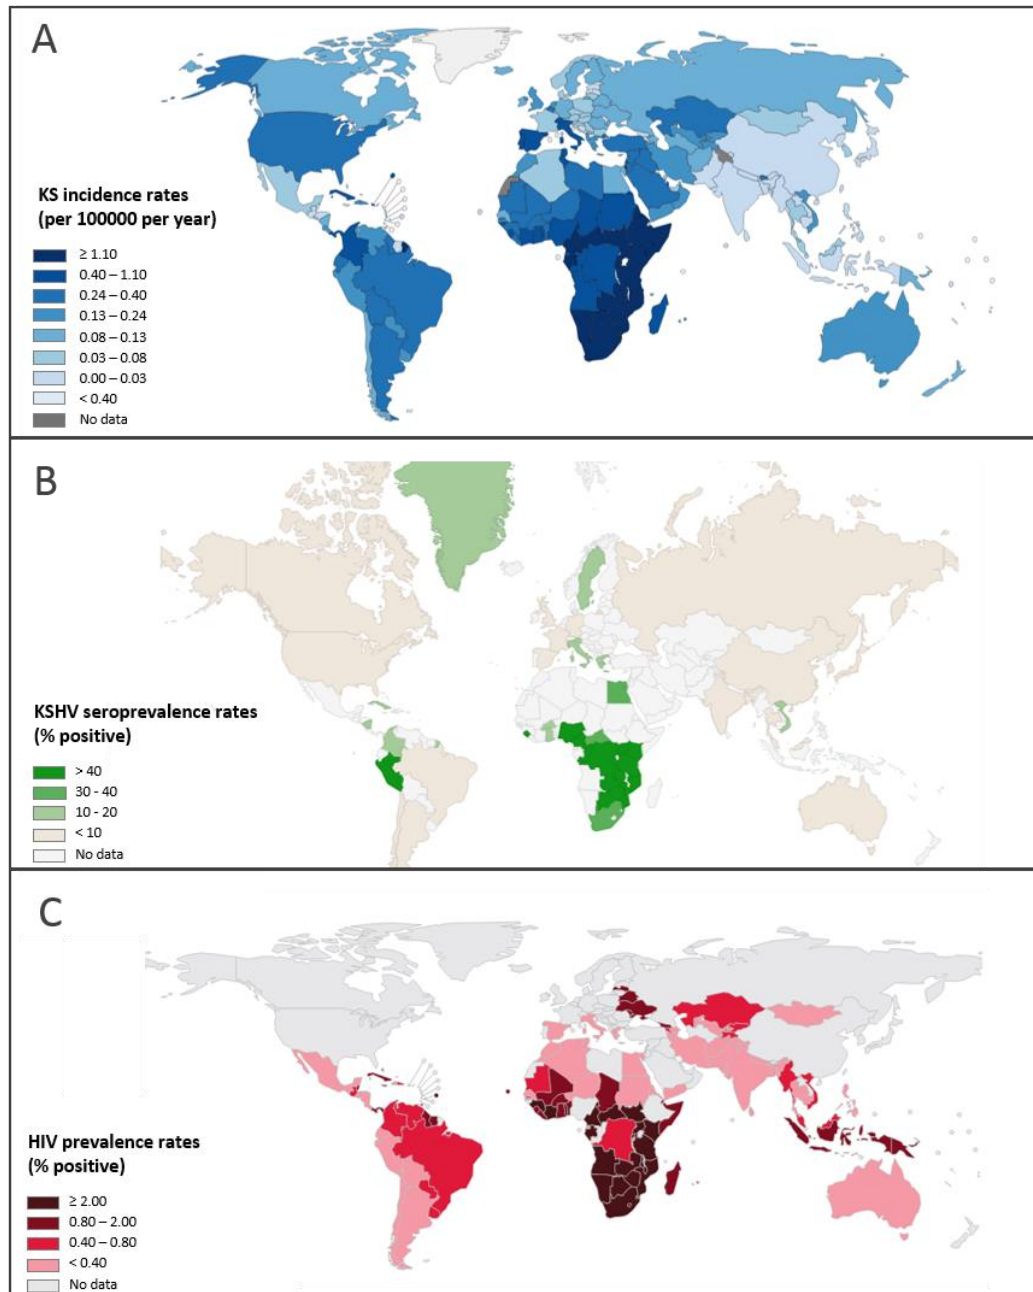 A
KS incidence rates
(per 100000 per year)
≥ 1.10
0.40 – 1.10
0.24 – 0.40
0.13 – 0.24
0.08 – 0.13
0.03 – 0.08
0.00 – 0.03
< 0.40
No data
B
KSHV seroprevalence rates
(% positive)
> 40
30 - 40
10 - 20
< 10
No data
C
HIV prevalence rates
(% positive)
≥ 2.00
0.80 – 2.00
0.40 – 0.80
< 0.40
No data